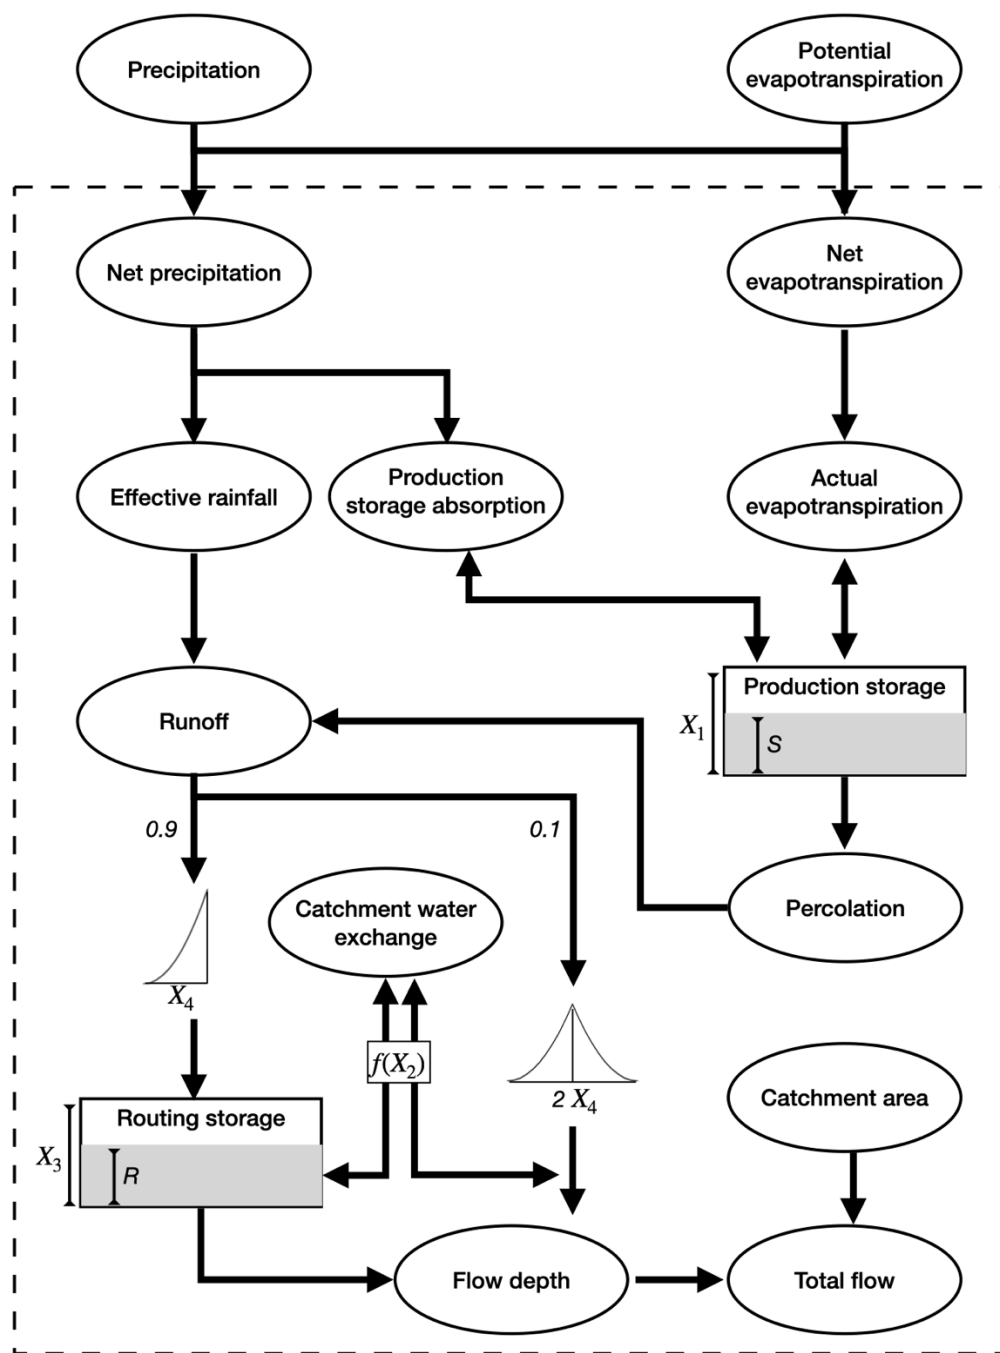 Precipitation
Potential
evapotranspiration
Net precipitation
Net
evapotranspiration
Effective rainfall
Production
storage absorption
Actual
evapotranspiration
Runoff
Production storage
X₁
S
0.9
0.1
Catchment water
exchange
Percolation
X₄
f(X₂)
2 X₄
Catchment area
Routing storage
X₃
R
Flow depth
Total flow